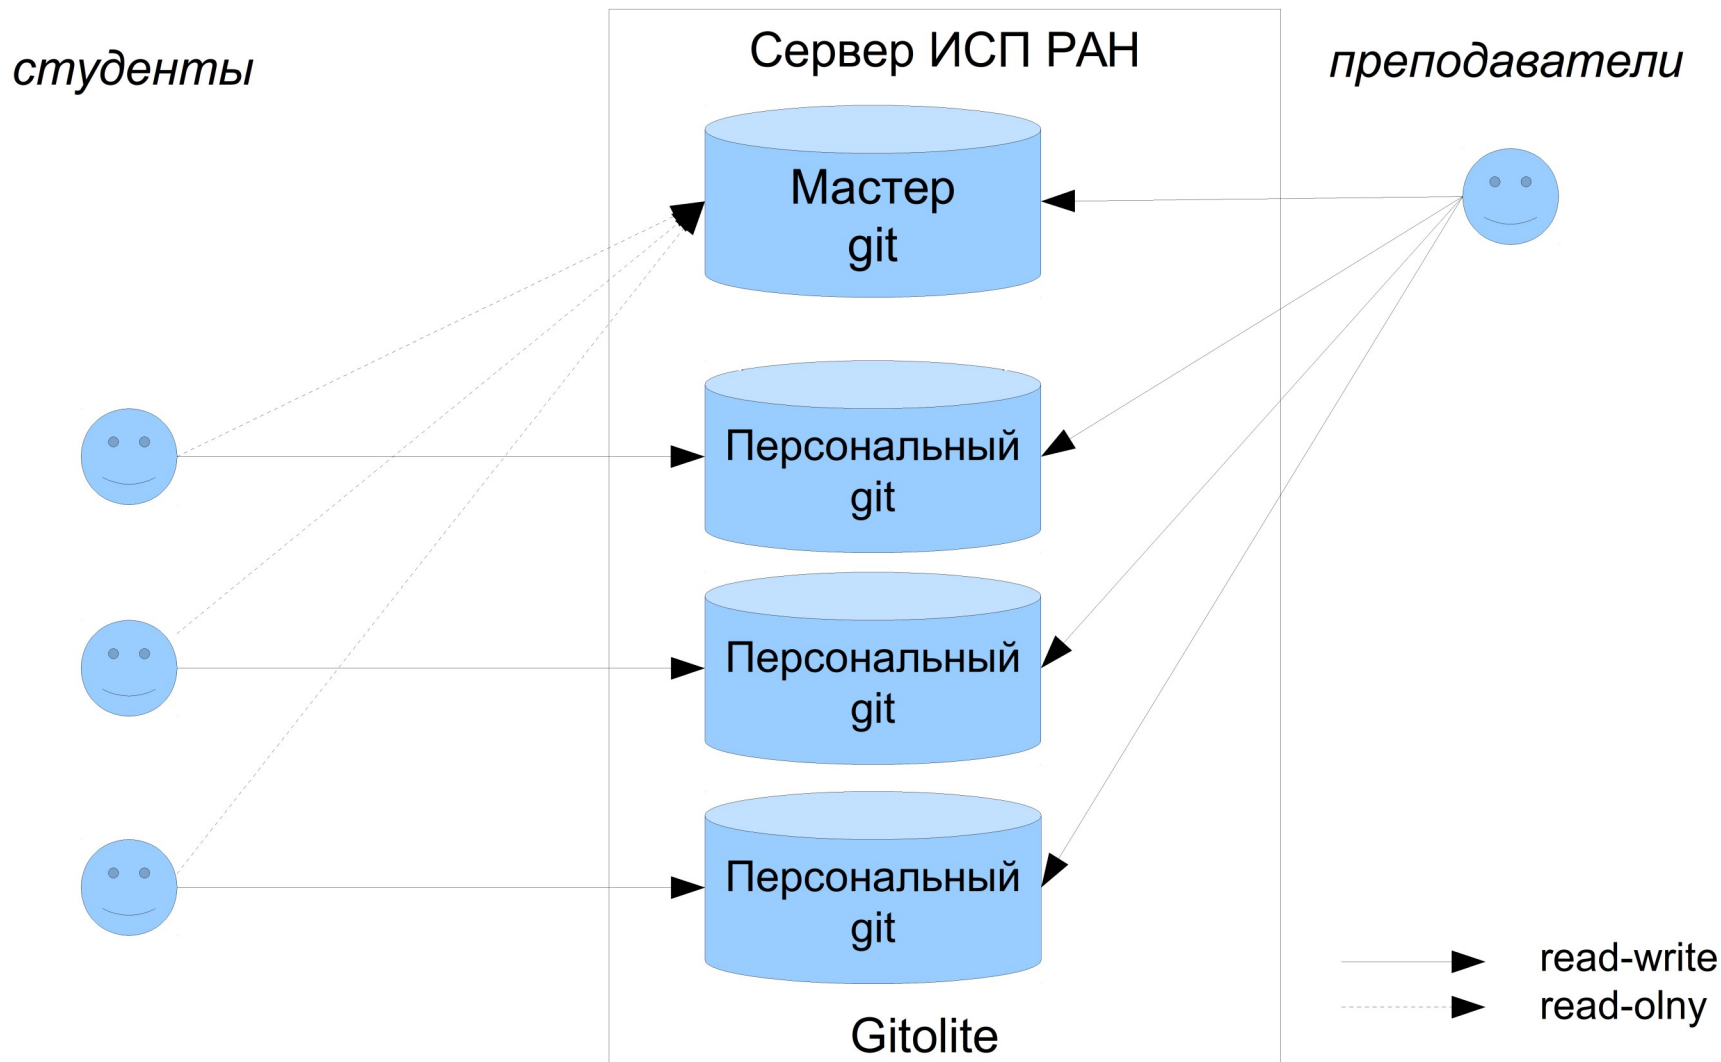 студенты
Сервер ИСП РАН
преподаватели
Мастер
git
Персональный
git
Персональный
git
Персональный
git
read-write
read-olny
Gitolite